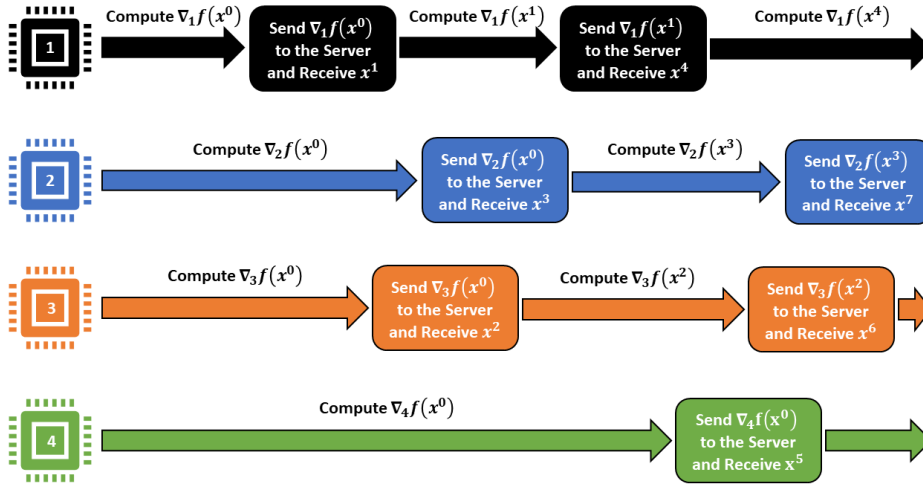 Compute ∇₁f(x⁰)
Compute ∇₁f(x¹)
Compute ∇₁f(x⁴)
1
Send ∇₁f(x⁰)
to the Server
and Receive x¹
Send ∇₁f(x¹)
to the Server
and Receive x⁴
Compute ∇₂f(x⁰)
Compute ∇₂f(x³)
2
Send ∇₂f(x⁰)
to the Server
and Receive x³
Send ∇₂f(x³)
to the Server
and Receive x⁷
Compute ∇₃f(x⁰)
Compute ∇₃f(x²)
3
Send ∇₃f(x⁰)
to the Server
and Receive x²
Send ∇₃f(x²)
to the Server
and Receive x⁶
Compute ∇₄f(x⁰)
4
Send ∇₄f(x⁰)
to the Server
and Receive x⁵